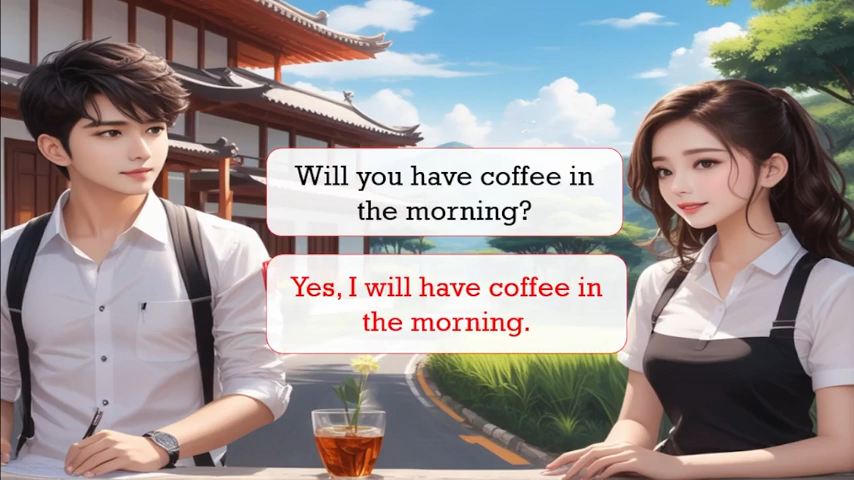 Will you have coffee in
the morning?
Yes, I will have coffee in
the morning.